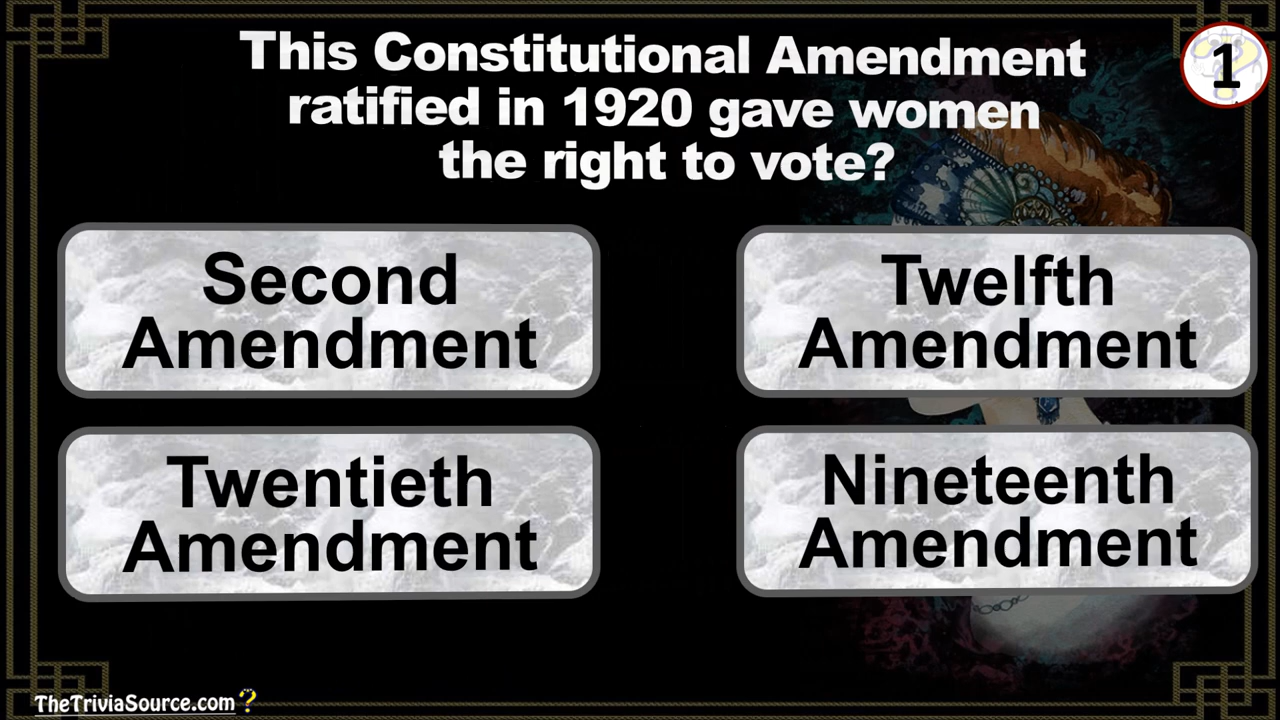 This Constitutional Amendment
ratified in 1920 gave women
the right to vote?
1
Second
Amendment
Twelfth
Amendment
Twentieth
Amendment
Nineteenth
Amendment
TheTriviaSource.com?